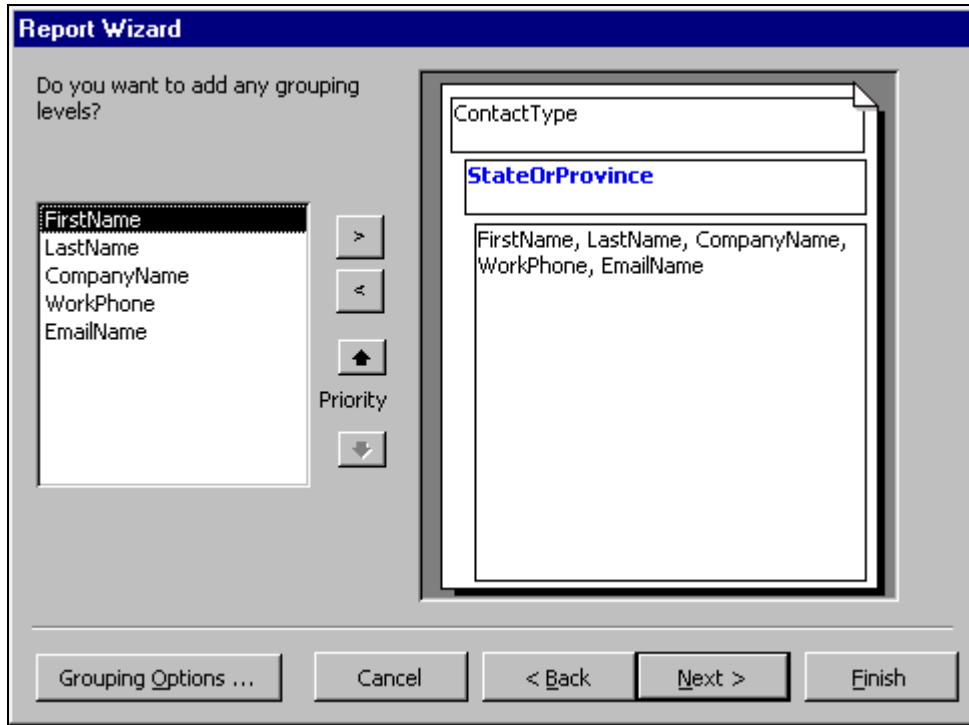 Report Wizard
Do you want to add any grouping
levels?
FirstName
LastName
CompanyName
WorkPhone
EmailName
>
<
Priority
ContactType
StateOrProvince
FirstName, LastName, CompanyName,
WorkPhone, EmailName
Grouping Options ...
Cancel
< Back
Next >
Finish